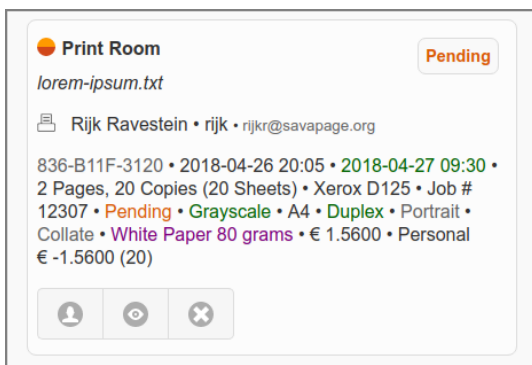 Print Room
Pending
lorem-ipsum.txt
Rijk Ravestein • rijk • rijkr@savapage.org
836-B11F-3120 • 2018-04-26 20:05 • 2018-04-27 09:30 •
2 Pages, 20 Copies (20 Sheets) • Xerox D125 • Job #
12307 • Pending • Grayscale • A4 • Duplex • Portrait •
Collate • White Paper 80 grams • € 1.5600 • Personal
€ -1.5600 (20)